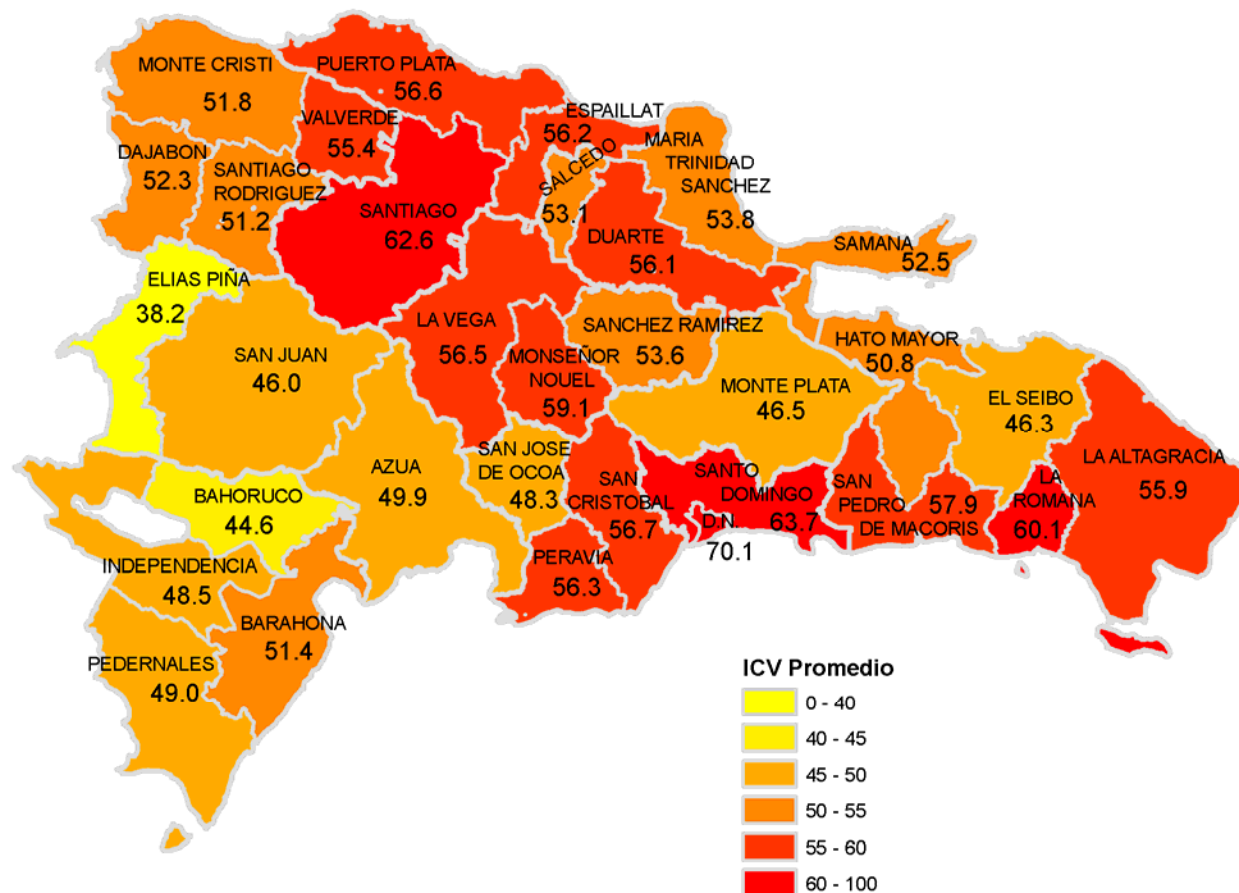 MONTE CRISTI
51.8
PUERTO PLATA
56.6
VALVERDE
55.4
ESPAILLAT
56.2
DAJABON
52.3
SANTIAGO
RODRIGUEZ
51.2
SANTIAGO
62.6
SALCEDO
53.1
MARIA
TRINIDAD
SANCHEZ
53.8
DUARTE
56.1
SAMANA
52.5
ELIAS PIÑA
38.2
SAN JUAN
46.0
LA VEGA
56.5
MONSEÑOR
NOUEL
59.1
SANCHEZ RAMIREZ
53.6
HATO MAYOR
50.8
MONTE PLATA
46.5
EL SEIBO
46.3
LA ALTAGRACIA
55.9
BAHORUCO
44.6
AZUA
49.9
SAN JOSE
DE OCOA
48.3
SAN
CRISTOBAL
56.7
SANTO
DOMINGO
63.7
D.N.
70.1
SAN
PEDRO
DE MACORIS
57.9
LA
ROMANA
60.1
PERAVIA
56.3
INDEPENDENCIA
48.5
BARAHONA
51.4
PEDERNALES
49.0
ICV Promedio
0 - 40
40 - 45
45 - 50
50 - 55
55 - 60
60 - 100